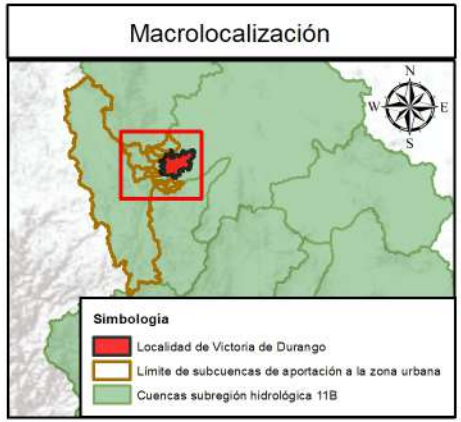 Macrolocalización
N
W E
S
Simbología
Localidad de Victoria de Durango
Límite de subcuencas de aportación a la zona urbana
Cuencas subregión hidrológica 11B